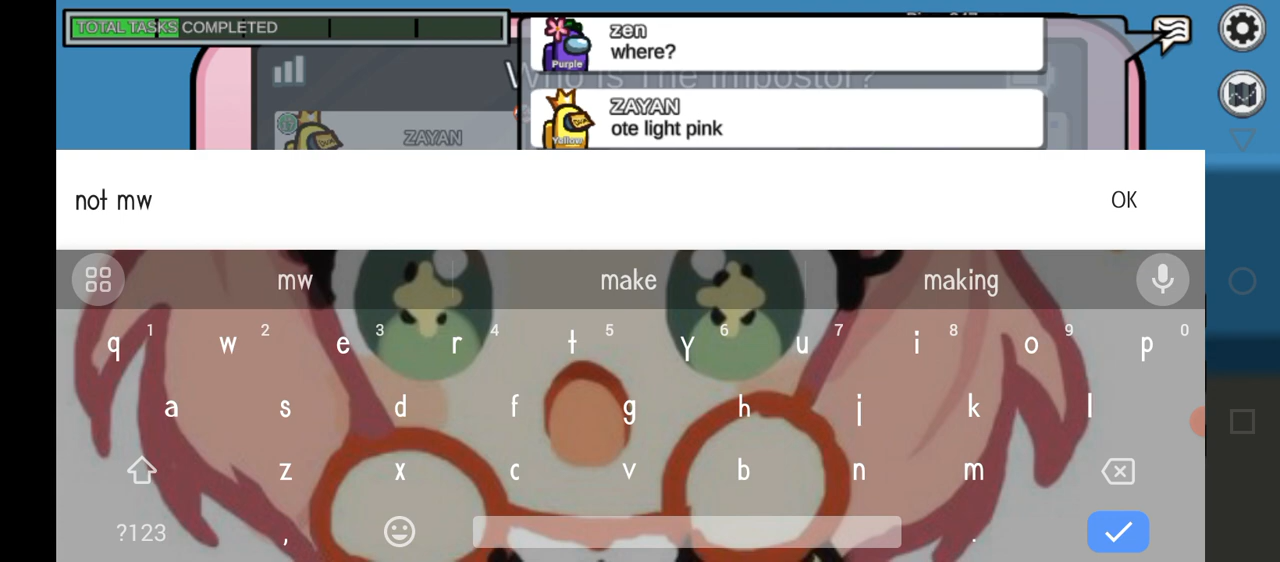 TOTAL TASKS COMPLETED
zen
where?
Purple
Who Is The Impostor?
ZAYAN
ote light pink
Yellow
ZAYAN
not mw
OK
mw make making
q 1 w 2 e 3 r 4 t 5 y 6 u 7 i 8 o 9 p 0
a s d f g h j k l
z x c v b n m
?123 , .